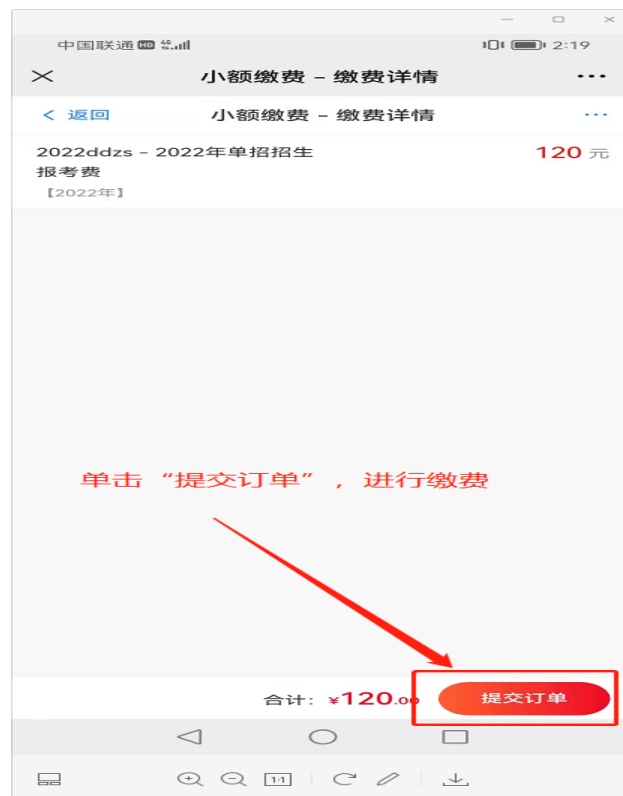 中国联通 HD 2:19
小额缴费 – 缴费详情
返回 小额缴费 – 缴费详情
2022ddzs – 2022年单招招生 120 元
报考费
【2022年】
单击“提交订单”，进行缴费
合计: ¥120.00 提交订单
1:1